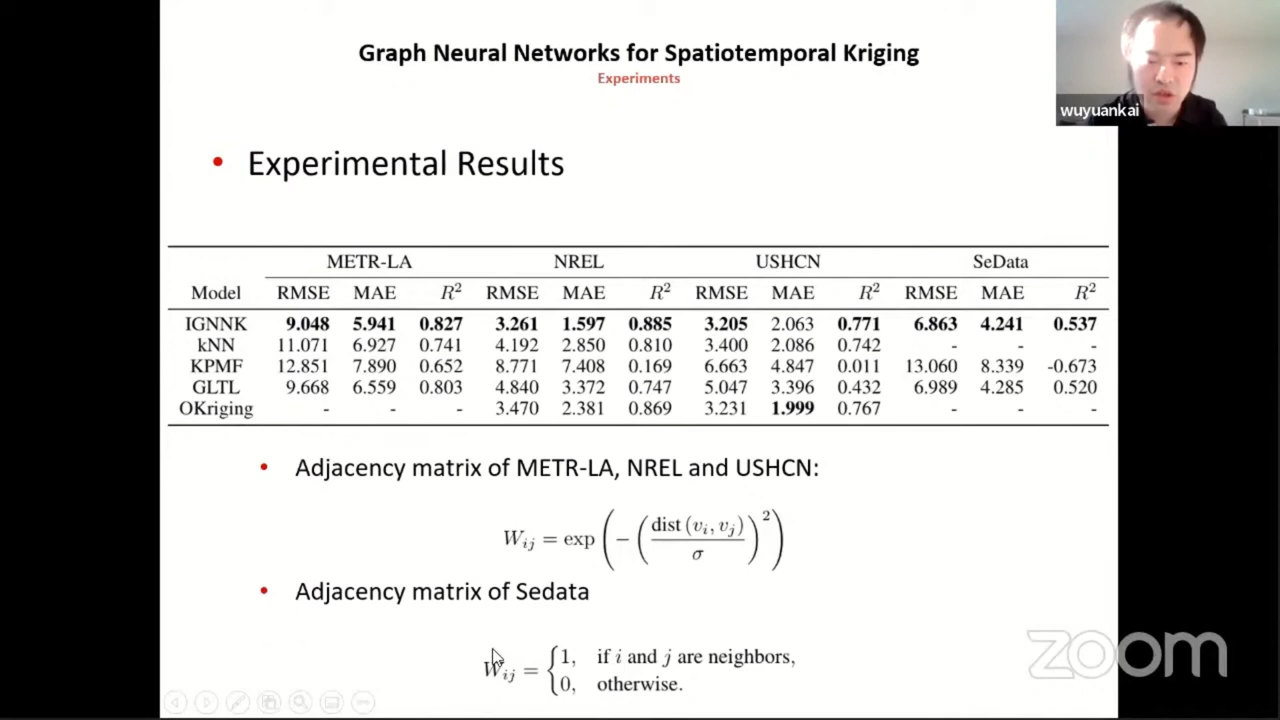 Graph Neural Networks for Spatiotemporal Kriging
Experiments
wuyuankai
• Experimental Results
METR-LA NREL USHCN SeData
Model RMSE MAE R² RMSE MAE R² RMSE MAE R² RMSE MAE R²
IGNNK 9.048 5.941 0.827 3.261 1.597 0.885 3.205 2.063 0.771 6.863 4.241 0.537
kNN 11.071 6.927 0.741 4.192 2.850 0.810 3.400 2.086 0.742 - - -
KPMF 12.851 7.890 0.652 8.771 7.408 0.169 6.663 4.847 0.011 13.060 8.339 -0.673
GLTL 9.668 6.559 0.803 4.840 3.372 0.747 5.047 3.396 0.432 6.989 4.285 0.520
OKriging - - - 3.470 2.381 0.869 3.231 1.999 0.767 - - -
• Adjacency matrix of METR-LA, NREL and USHCN:
W_{ij} = exp(-(dist(v_i, v_j)/σ)²)
• Adjacency matrix of Sedata
W_{ij} = {1, if i and j are neighbors,
0, otherwise.
zoom